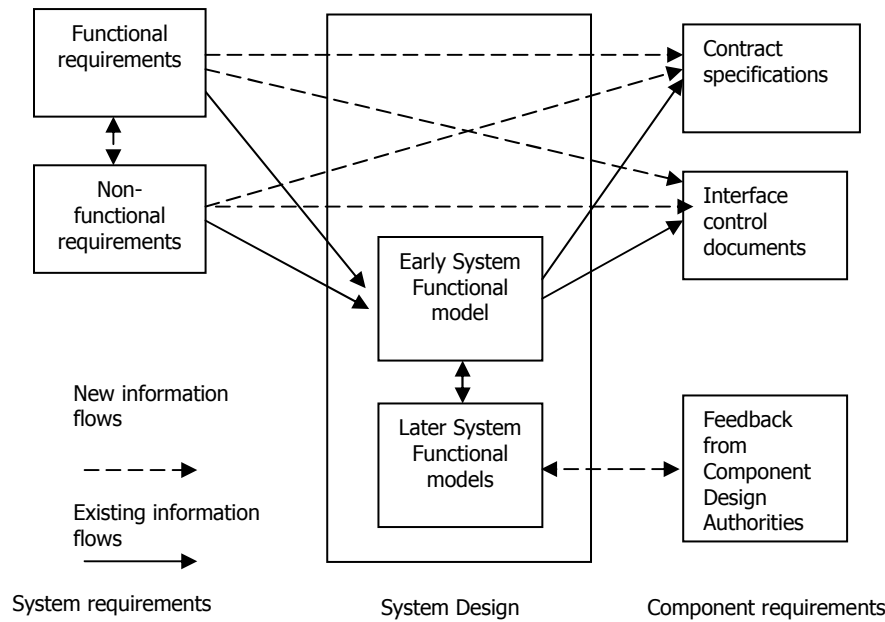 Functional
requirements
Contract
specifications
Non-
functional
requirements
Interface
control
documents
Early System
Functional
model
New information
flows
Later System
Functional
models
Feedback
from
Component
Design
Authorities
Existing information
flows
System requirements
System Design
Component requirements